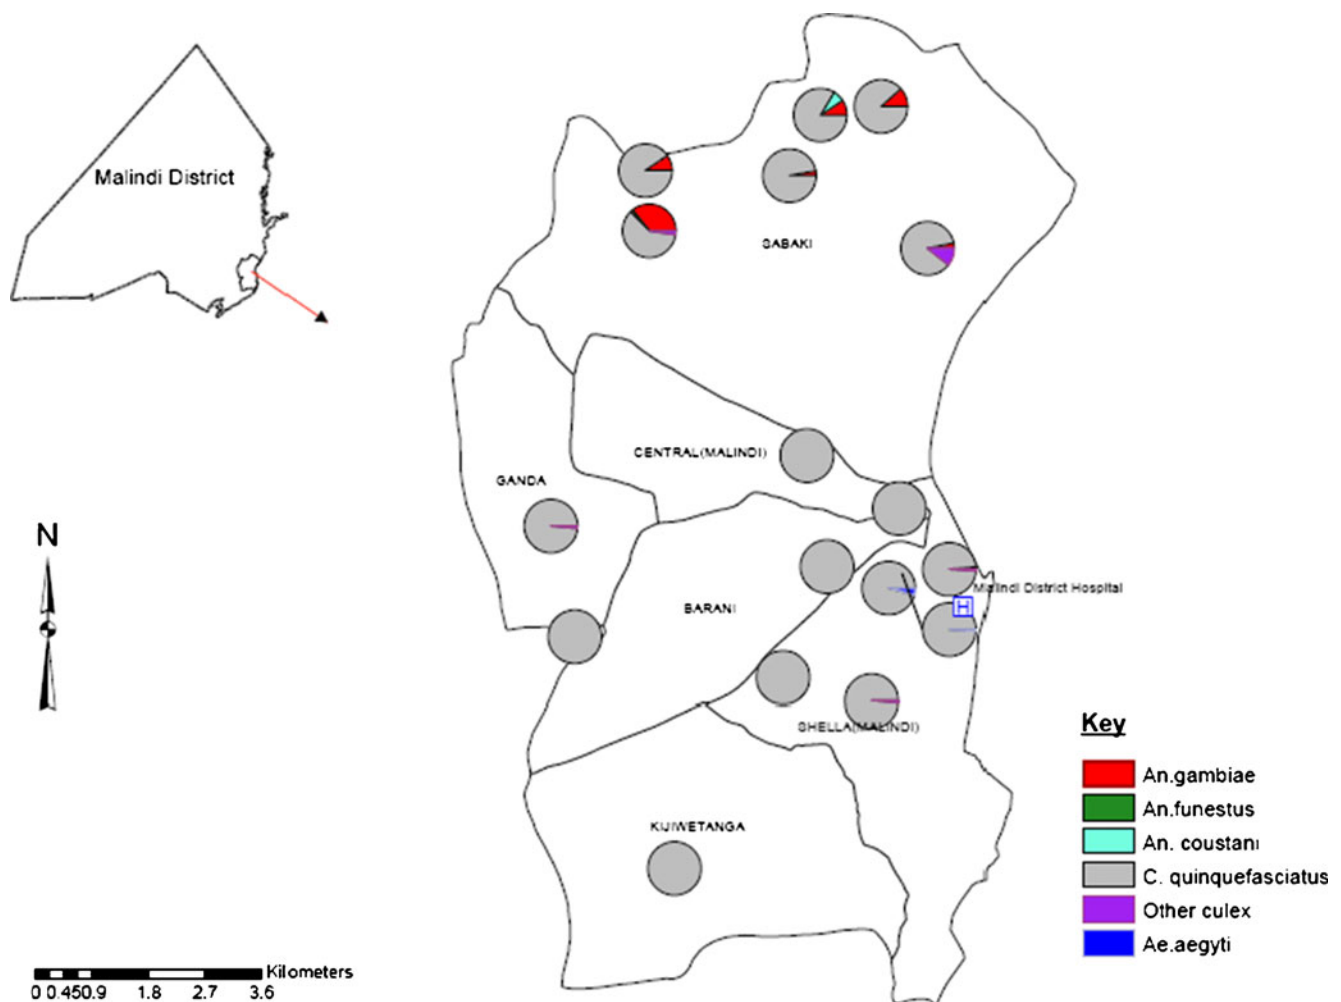 Malindi District
SABAKI
CENTRAL(MALINDI)
GANDA
N
Malindi District Hospital
H
BARANI
SHELLA(MALINDI)
Key
An.gambiae
An.funestus
An. coustani
C. quinquefasciatus
Other culex
Ae.aegyti
KIJIWETANGA
Kilometers
0 0.450.9 1.8 2.7 3.6